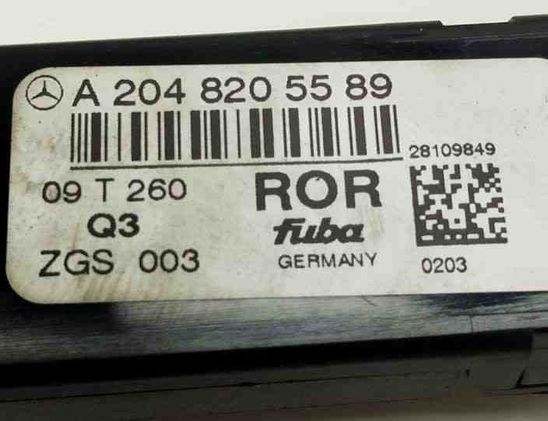 A 204 820 55 89
28109849
09 T 260
ROR
Q3
fuba
ZGS 003
GERMANY
0203